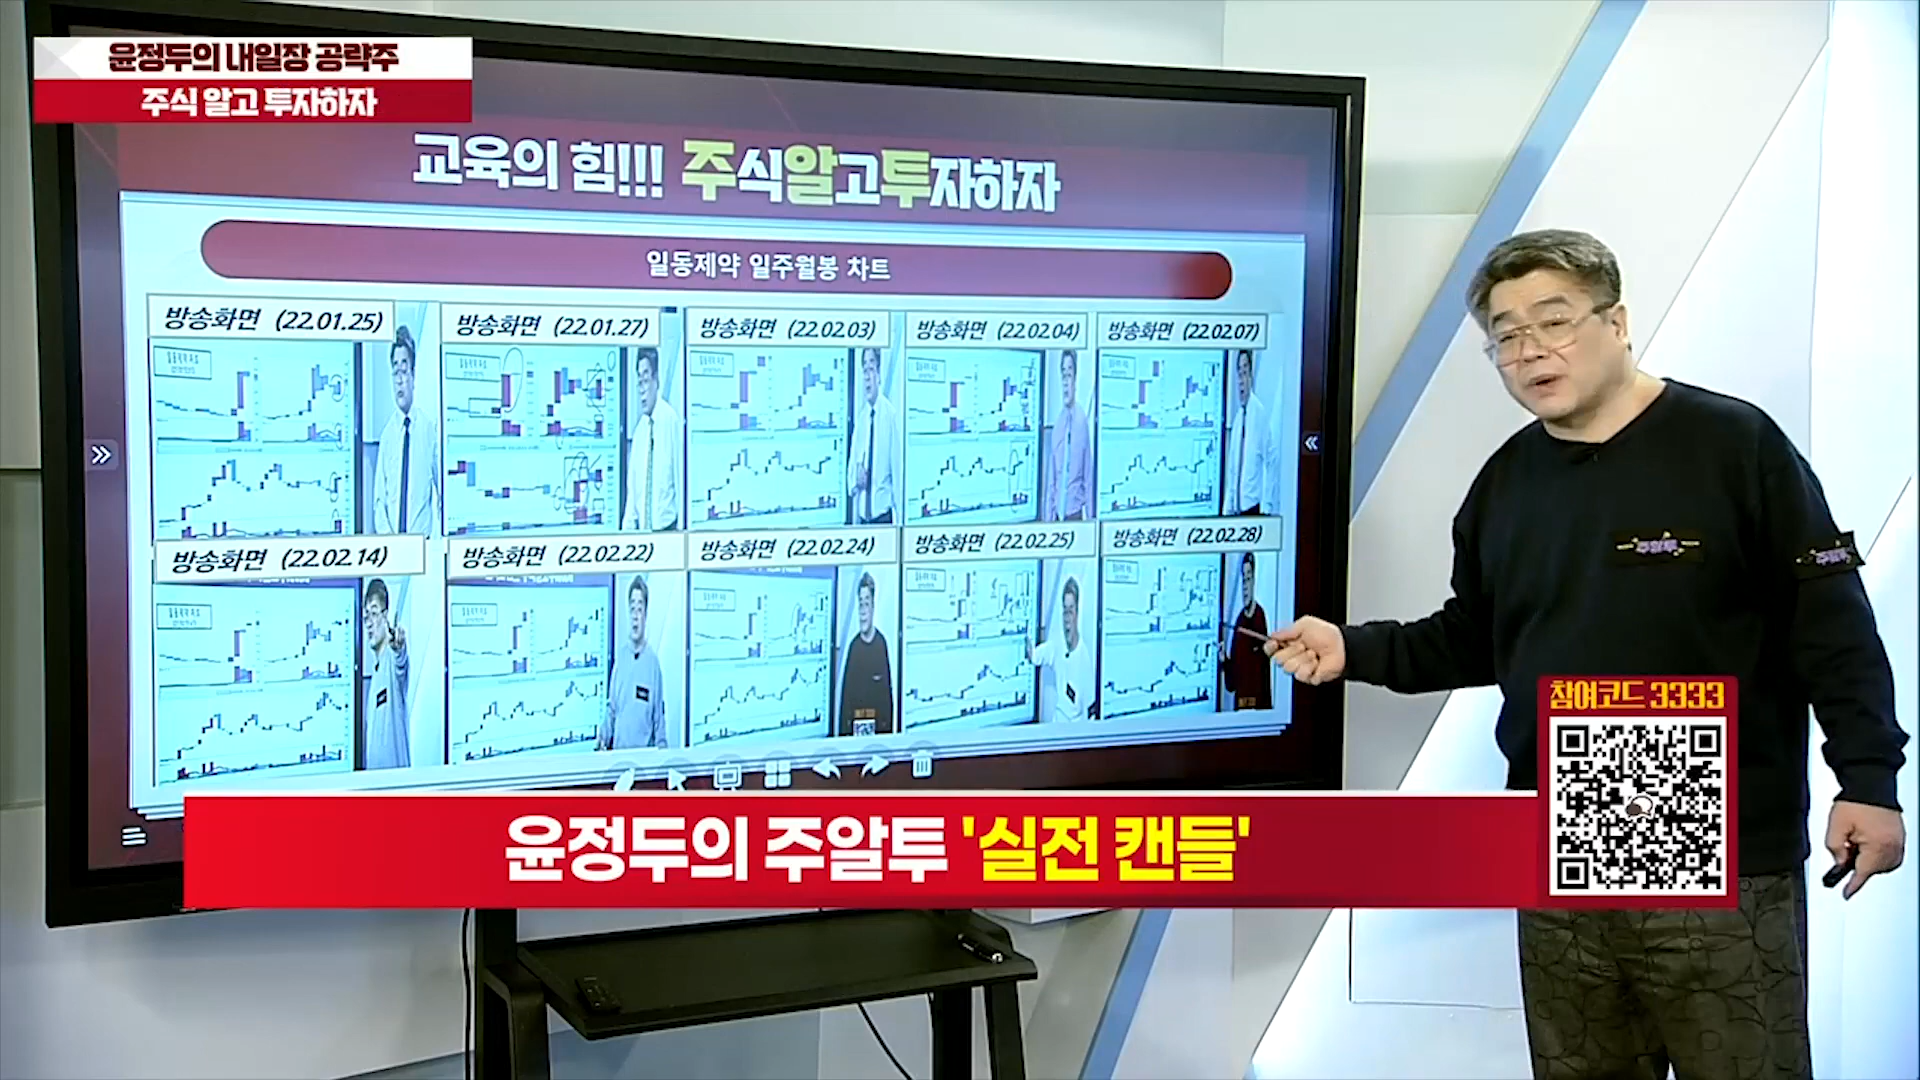 윤정두의 내일장 공략주
주식 알고 투자하자
교육의 힘!!! 주식알고투자하자
일동제약 일주월봉 차트
방송화면 (22.01.25)
방송화면 (22.01.27)
방송화면 (22.02.03)
방송화면 (22.02.04)
방송화면 (22.02.07)
방송화면 (22.02.14)
방송화면 (22.02.22)
방송화면 (22.02.24)
방송화면 (22.02.25)
방송화면 (22.02.28)
주알투
주알투
참여코드 3333
윤정두의 주알투 '실전 캔들'